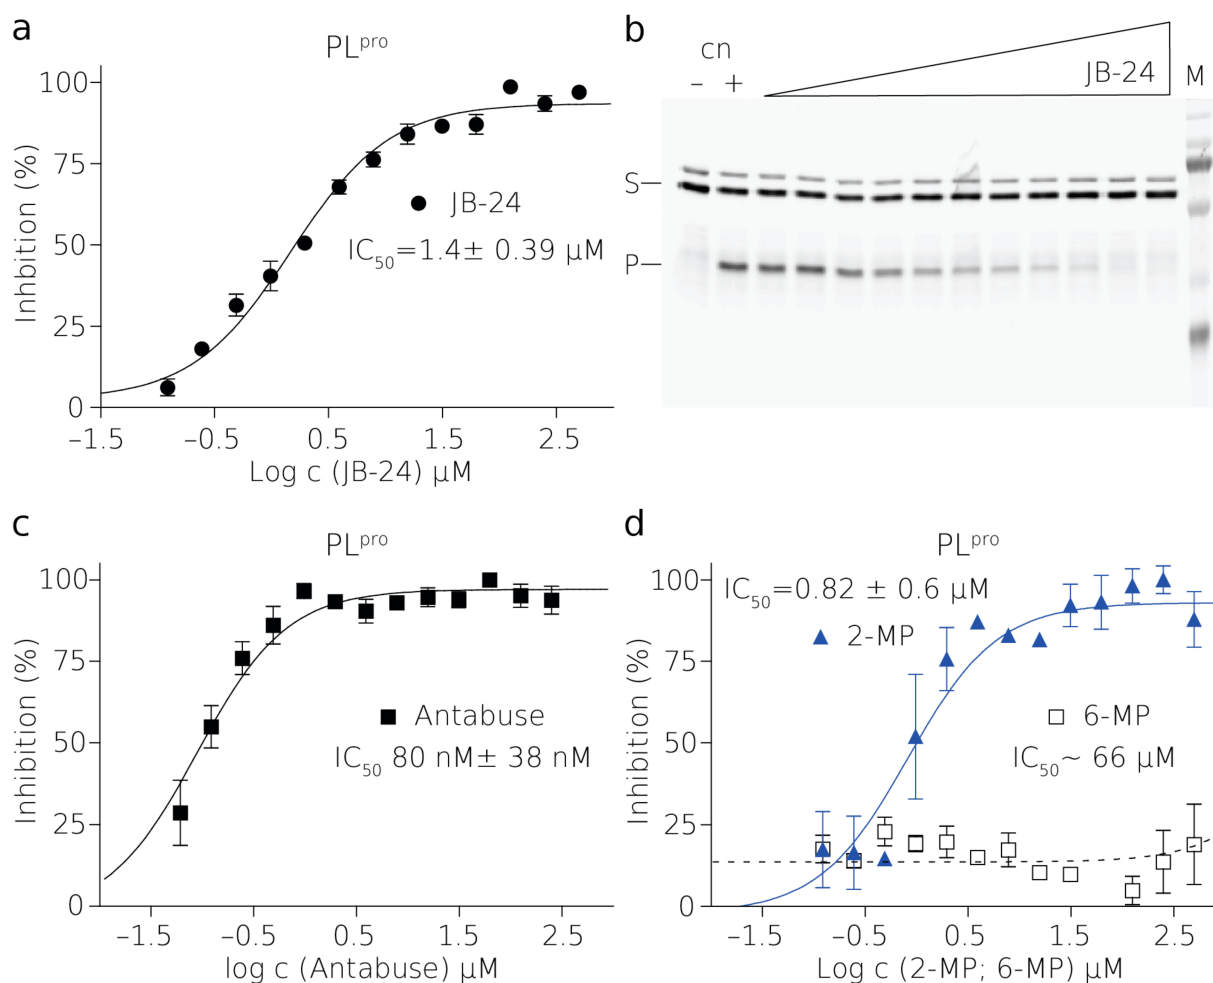 a
PLᵖʳᵒ
100
75
50
25
0
Inhbition (%)
JB-24
IC₅₀=1.4± 0.39 µM
–1.5 –0.5 0.5 1.5 2.5
Log c (JB-24) µM
b
cn
– +
JB-24
M
S
P
c
PLᵖʳᵒ
100
75
50
25
0
Inhbition (%)
Antabuse
IC₅₀ 80 nM± 38 nM
–1.5 –0.5 0.5 1.5 2.5
log c (Antabuse) µM
d
PLᵖʳᵒ
100
75
50
25
0
Inhbition (%)
IC₅₀=0.82 ± 0.6 µM
2-MP
6-MP
IC₅₀~ 66 µM
–1.5 –0.5 0.5 1.5 2.5
Log c (2-MP; 6-MP) µM